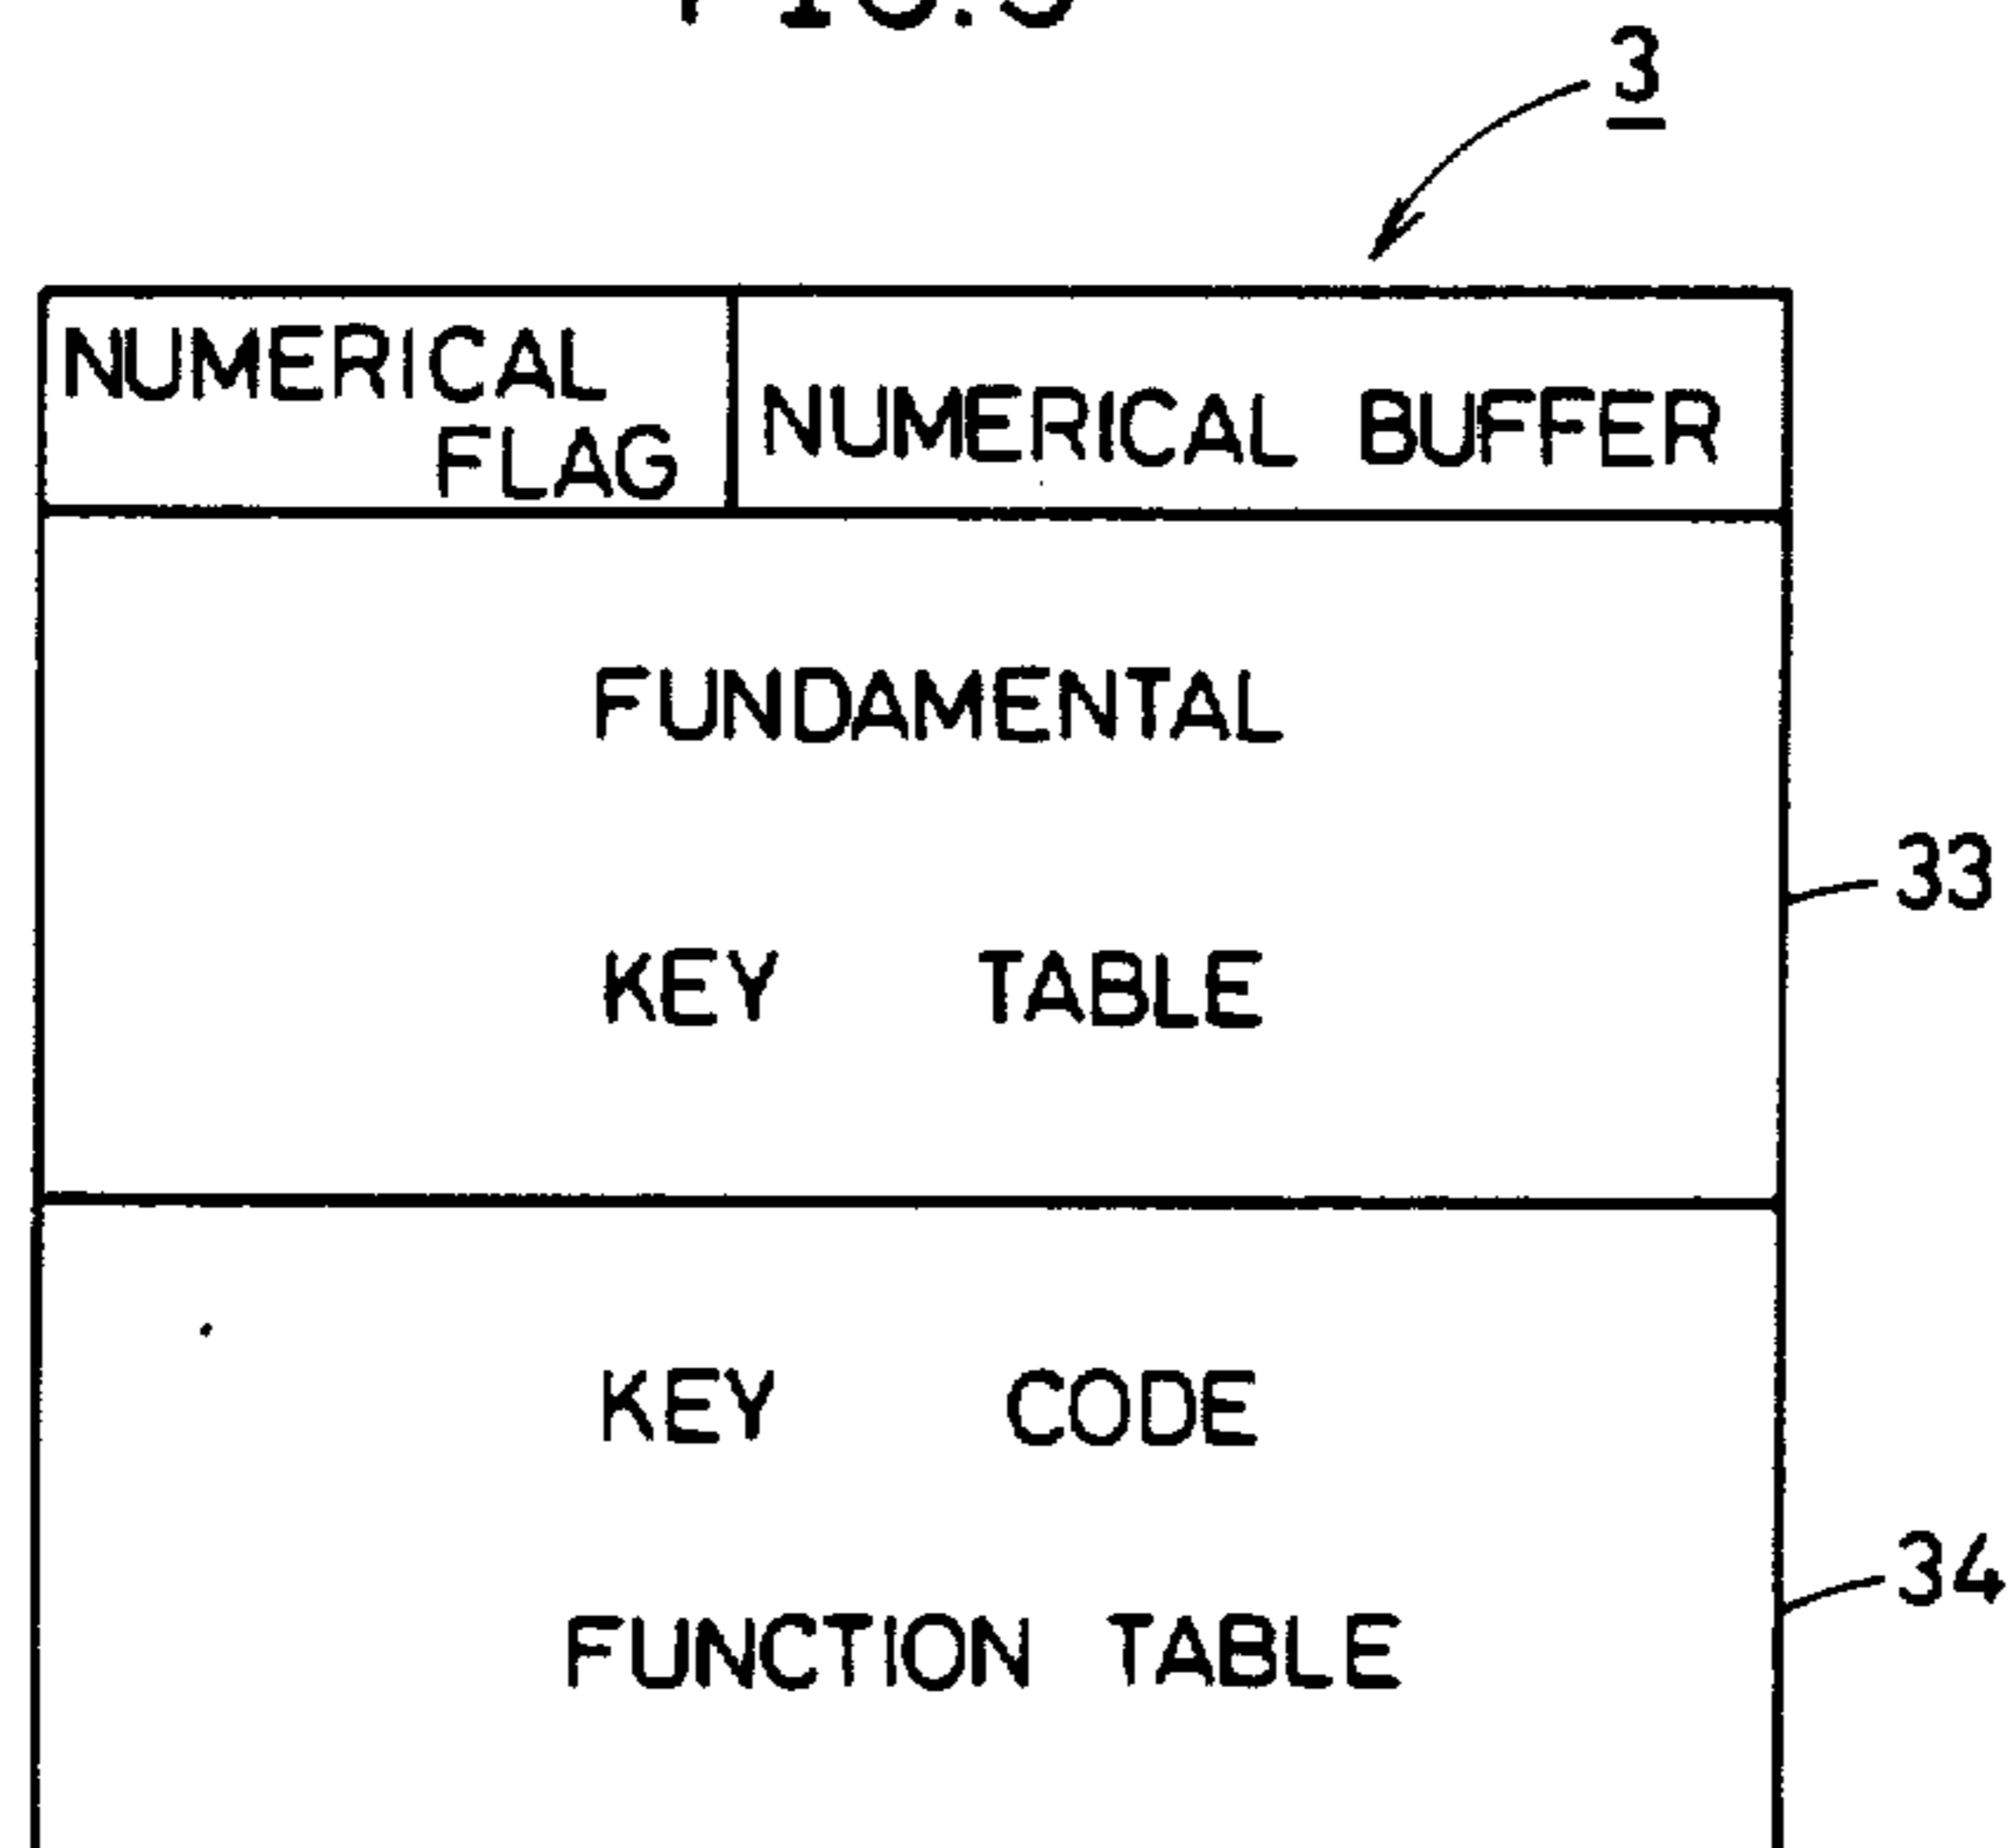 3
NUMERICAL
FLAG
NUMERICAL BUFFER
FUNDAMENTAL
33
KEY TABLE
KEY CODE
34
FUNCTION TABLE